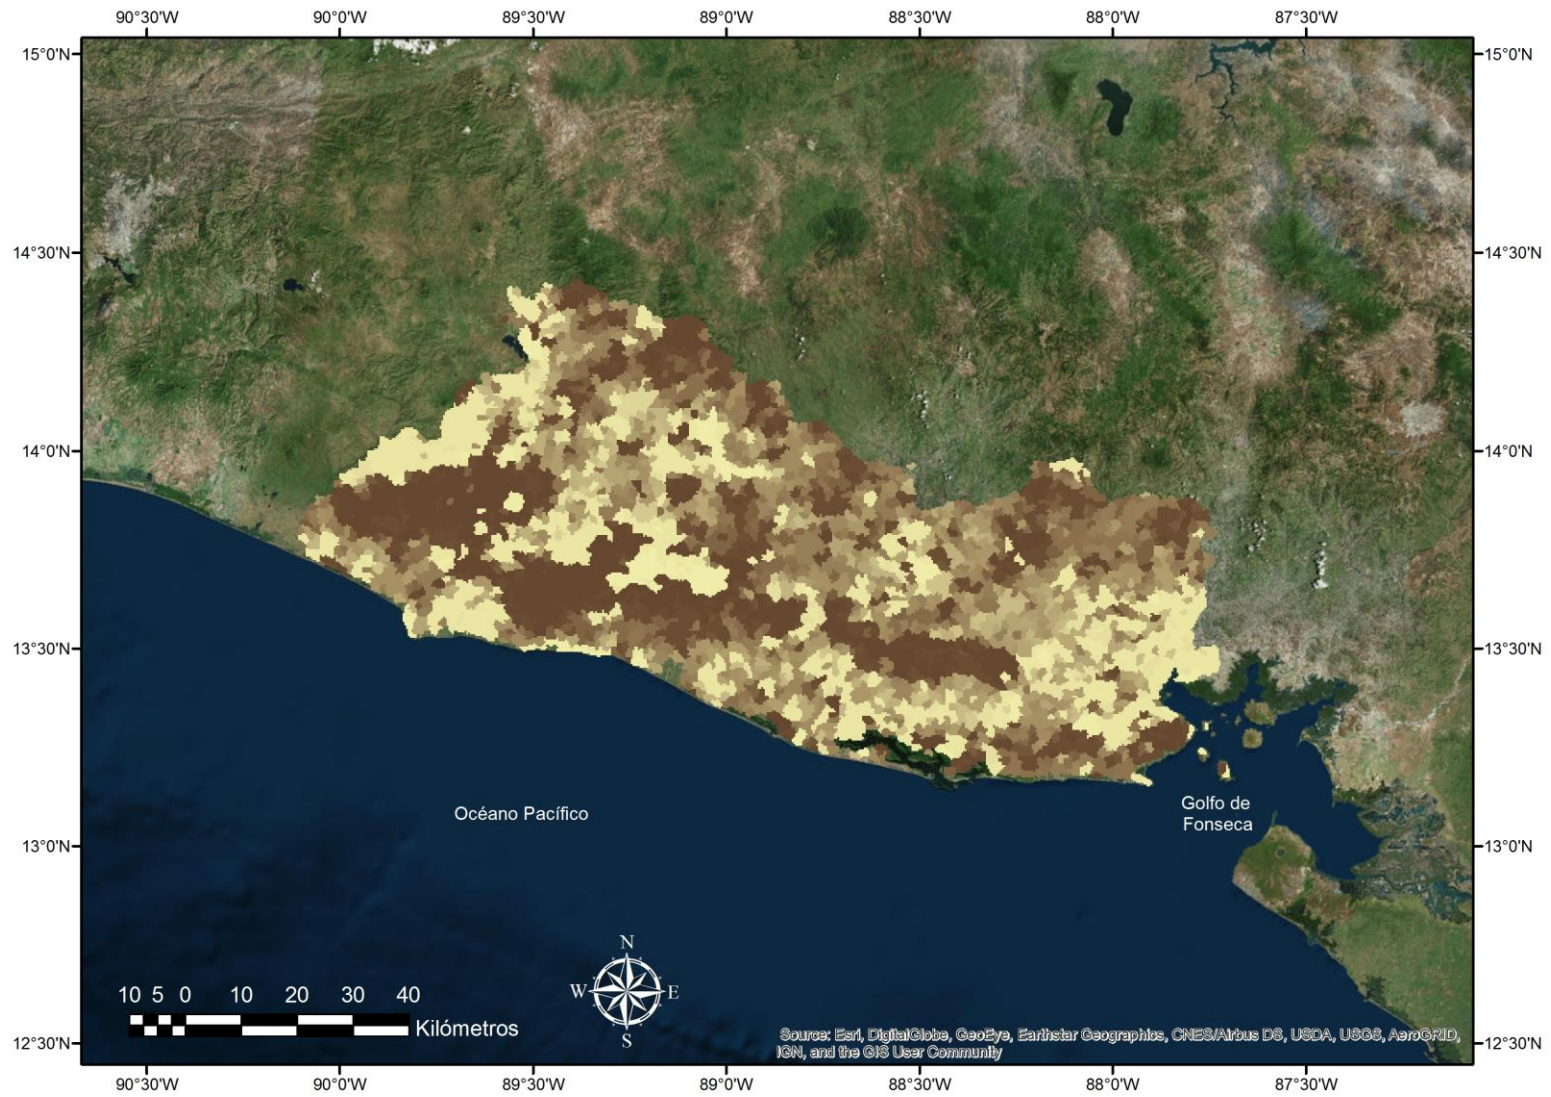 90°30'W 90°0'W 89°30'W 89°0'W 88°30'W 88°0'W 87°30'W
15°0'N 15°0'N
14°30'N 14°30'N
14°0'N 14°0'N
13°30'N 13°30'N
Océano Pacífico
Golfo de
Fonseca
13°0'N 13°0'N
N
W E
S
10 5 0 10 20 30 40
Kilómetros
Source: Esri, DigitalGlobe, GeoEye, Earthstar Geographics, CNES/Airbus DS, USDA, USGS, AeroGRID,
IGN, and the GIS User Community
12°30'N 12°30'N
90°30'W 90°0'W 89°30'W 89°0'W 88°30'W 88°0'W 87°30'W